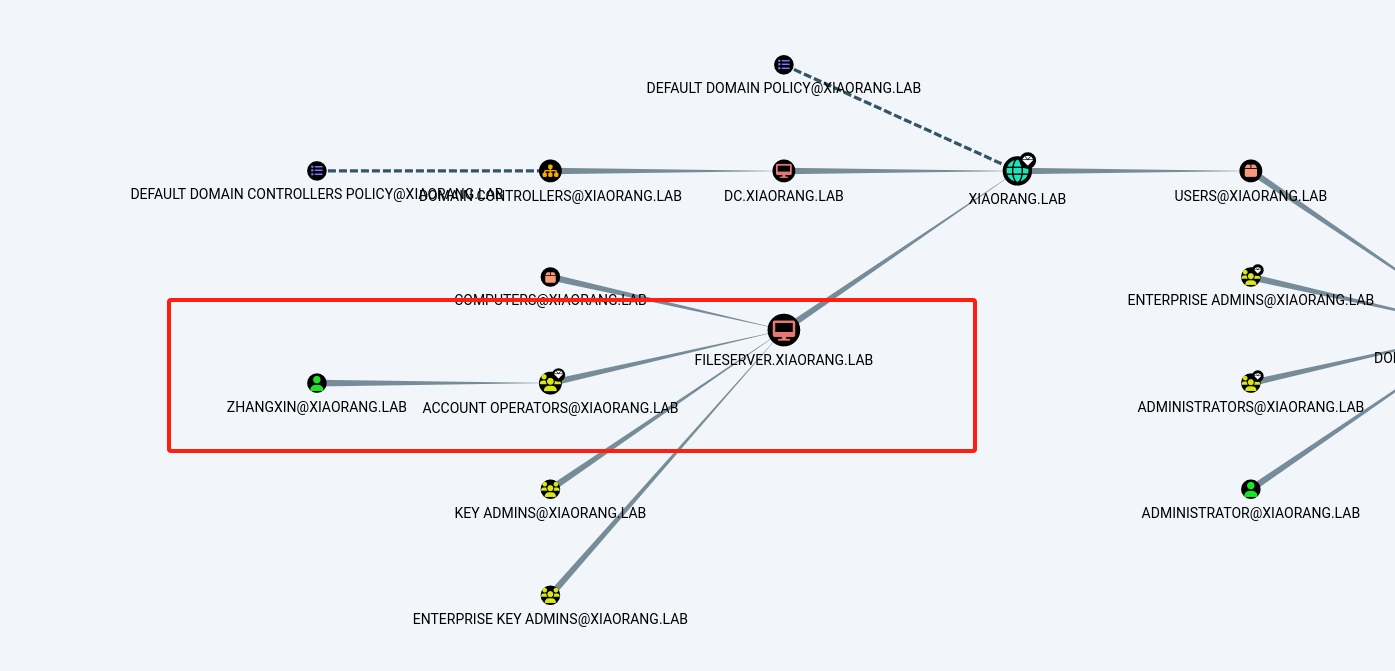 DEFAULT DOMAIN POLICY@XIAORANG.LAB
DEFAULT DOMAIN CONTROLLERS POLICY@XIAORANG.LAB
DOMAIN CONTROLLERS@XIAORANG.LAB
DC.XIAORANG.LAB
XIAORANG.LAB
USERS@XIAORANG.LAB
COMPUTERS@XIAORANG.LAB
ENTERPRISE ADMINS@XIAORANG.LAB
FILESERVER.XIAORANG.LAB
ZHANGXIN@XIAORANG.LAB
ACCOUNT OPERATORS@XIAORANG.LAB
ADMINISTRATORS@XIAORANG.LAB
KEY ADMINS@XIAORANG.LAB
ADMINISTRATOR@XIAORANG.LAB
ENTERPRISE KEY ADMINS@XIAORANG.LAB